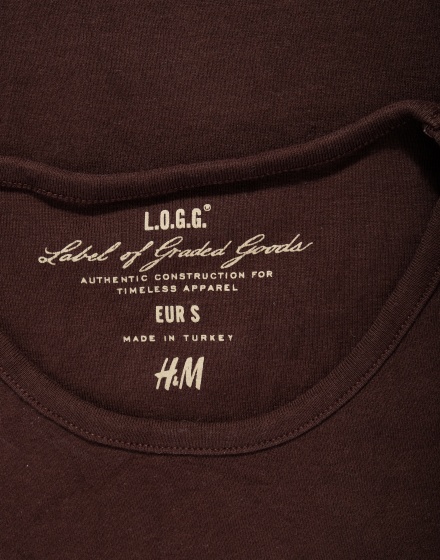 L.O.G.G.®
Label of Graded Goods
AUTHENTIC CONSTRUCTION FOR
TIMELESS APPAREL
EUR S
MADE IN TURKEY
H&M